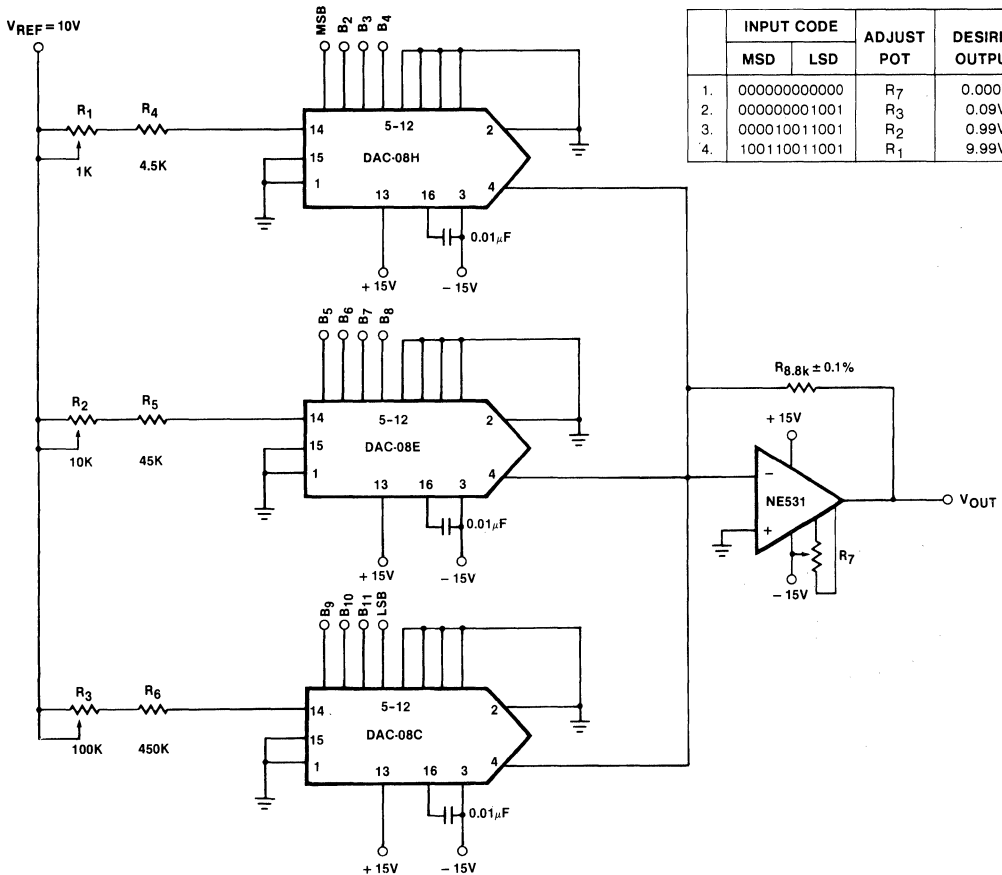 V_REF = 10V
MSB
B2
B3
B4
R1
R4
1K
4.5K
14
15
1
5-12
DAC-08H
2
4
13
16
3
0.01µF
+ 15V
- 15V
INPUT CODE
ADJUST
POT
MSD
LSD
1. 000000000000 R7 0.000
2. 000000001001 R3 0.09V
3. 000010011001 R2 0.99V
4. 100110011001 R1 9.99V
B5
B6
B7
B8
R2
R5
10K
45K
14
15
1
5-12
DAC-08E
2
4
13
16
3
0.01µF
+ 15V
- 15V
R8.8k ± 0.1%
+ 15V
-
NE531
+
R7
- 15V
VOUT
B9
B10
B11
LSB
R3
R6
100K
450K
14
15
1
5-12
DAC-08C
2
4
13
16
3
0.01µF
+ 15V
- 15V